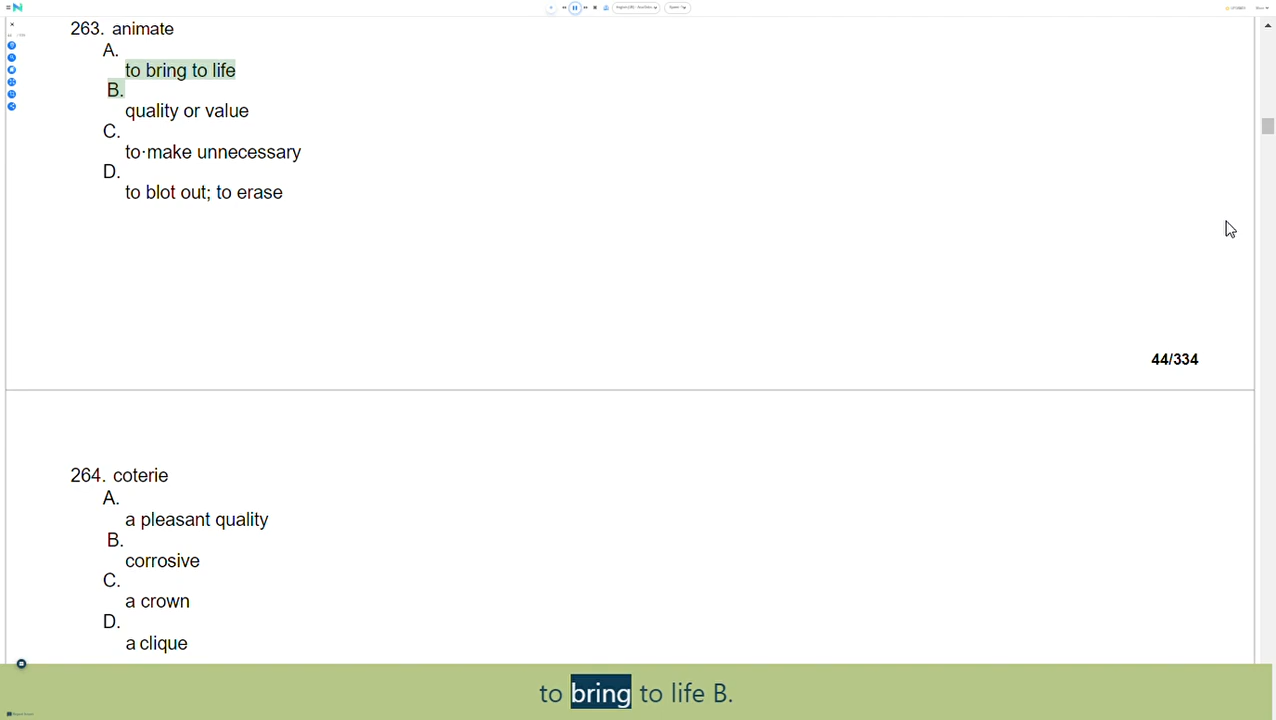 263. animate
A.
to bring to life
B.
quality or value
C.
to·make unnecessary
D.
to blot out; to erase
44/334
264. coterie
A.
a pleasant quality
B.
corrosive
C.
a crown
D.
a clique
to bring to life B.